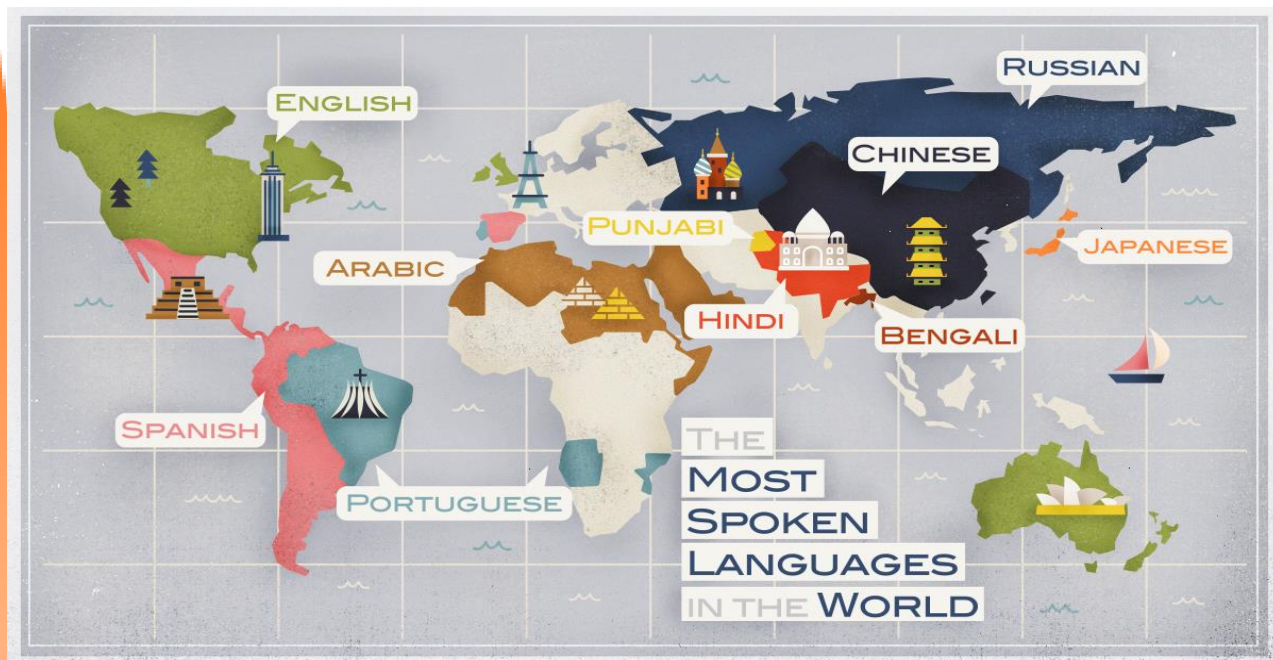 RUSSIAN
ENGLISH
CHINESE
PUNJABI
JAPANESE
ARABIC
HINDI
BENGALI
SPANISH
PORTUGUESE
THE
MOST
SPOKEN
LANGUAGES
IN THE WORLD